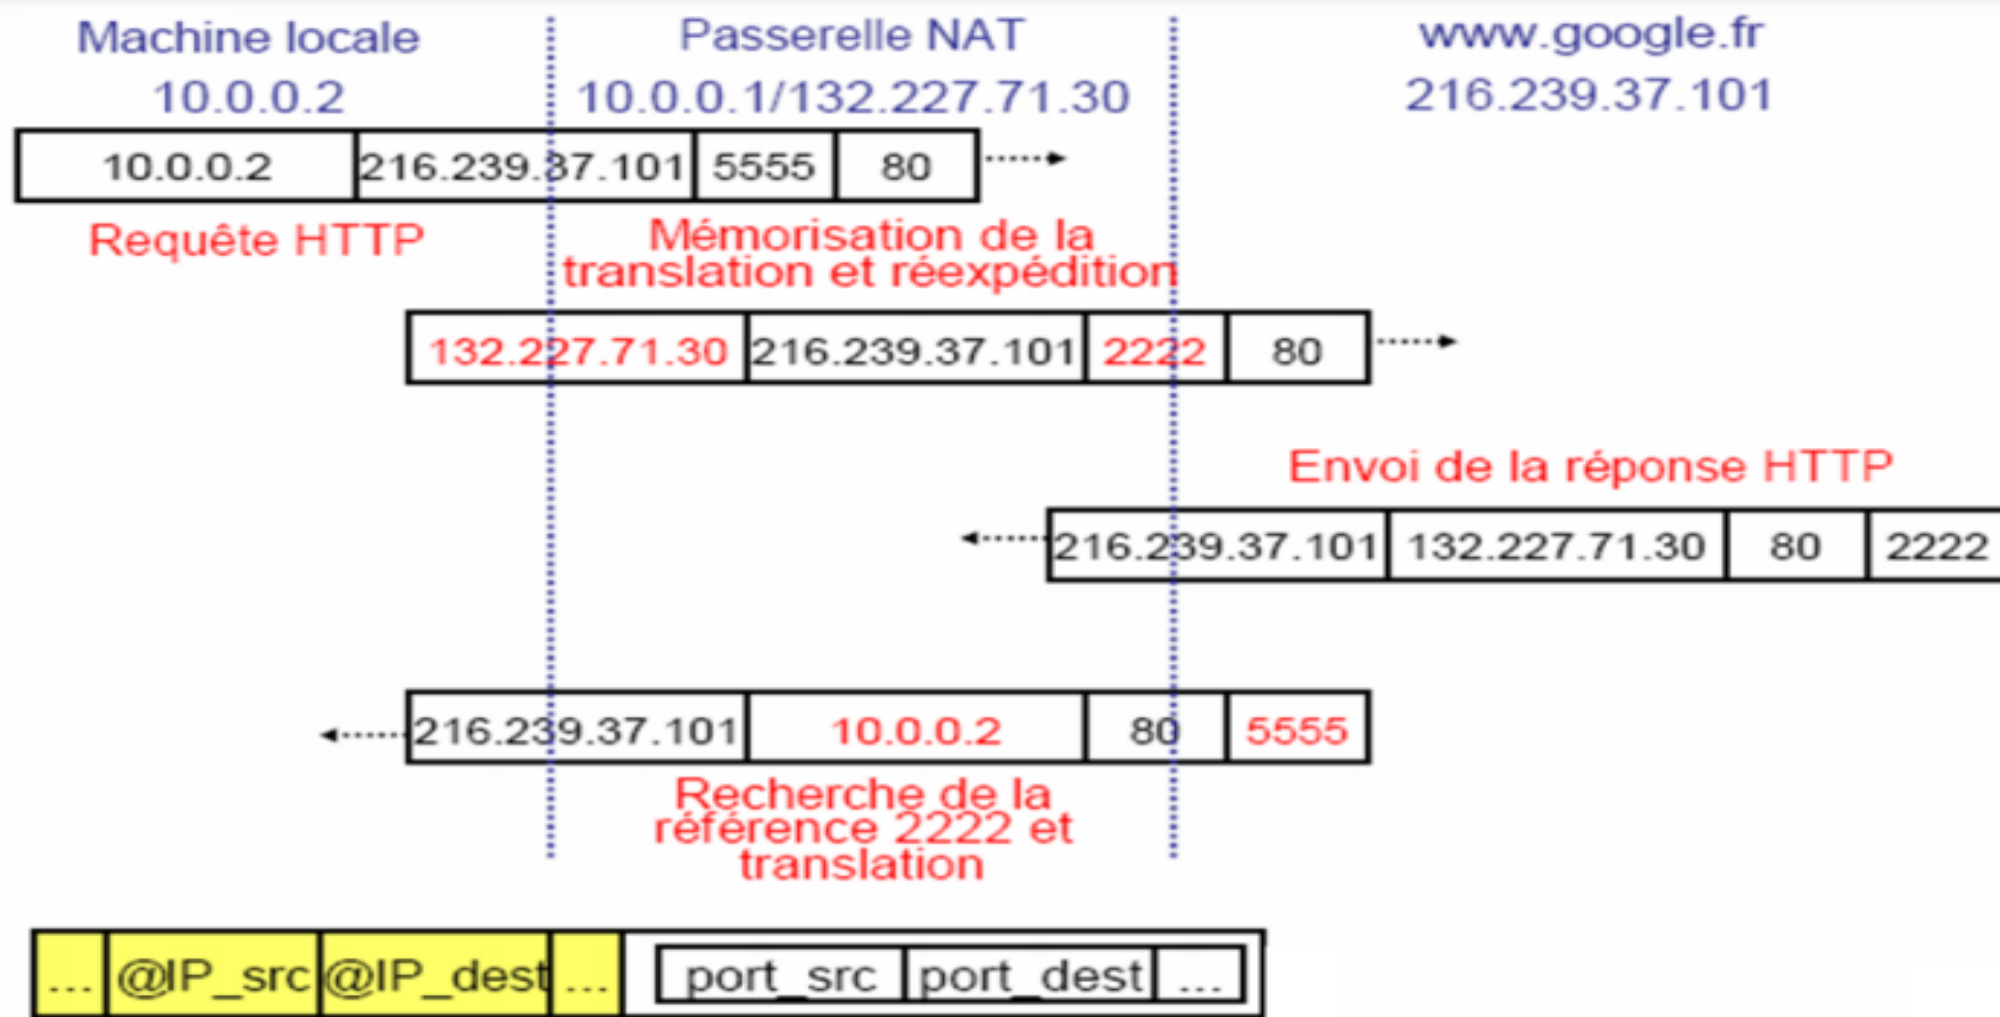 Machine locale
Passerelle NAT
www.google.fr
10.0.0.2
10.0.0.1/132.227.71.30
216.239.37.101
10.0.0.2 216.239.37.101 5555 80
Requête HTTP
Mémorisation de la
translation et réexpédition
132.227.71.30 216.239.37.101 2222 80
Envoi de la réponse HTTP
216.239.37.101 132.227.71.30 80 2222
216.239.37.101 10.0.0.2 80 5555
Recherche de la
référence 2222 et
translation
... @IP_src @IP_dest ... port_src port_dest ...